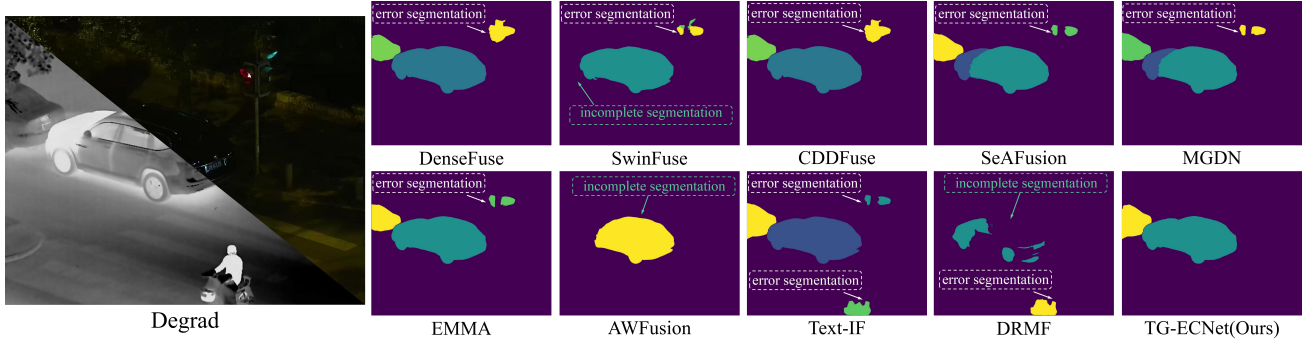 error segmentation
error segmentation
error segmentation
error segmentation
error segmentation
incomplete segmentation
DenseFuse
SwinFuse
CDDFuse
SeAFusion
MGDN
error segmentation
incomplete segmentation
error segmentation
incomplete segmentation
error segmentation
error segmentation
Degrad
EMMA
AWFusion
Text-IF
DRMF
TG-ECNet(Ours)